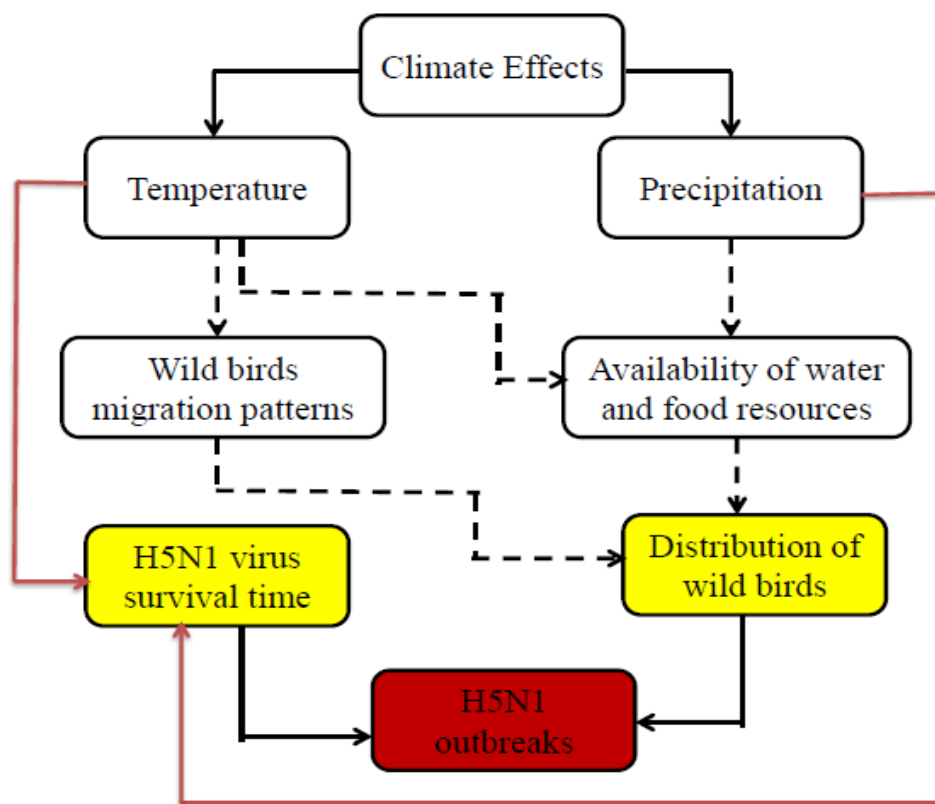 Climate Effects
Temperature
Precipitation
Wild birds
migration patterns
Availability of water
and food resources
H5N1 virus
survival time
Distribution of
wild birds
H5N1
outbreaks